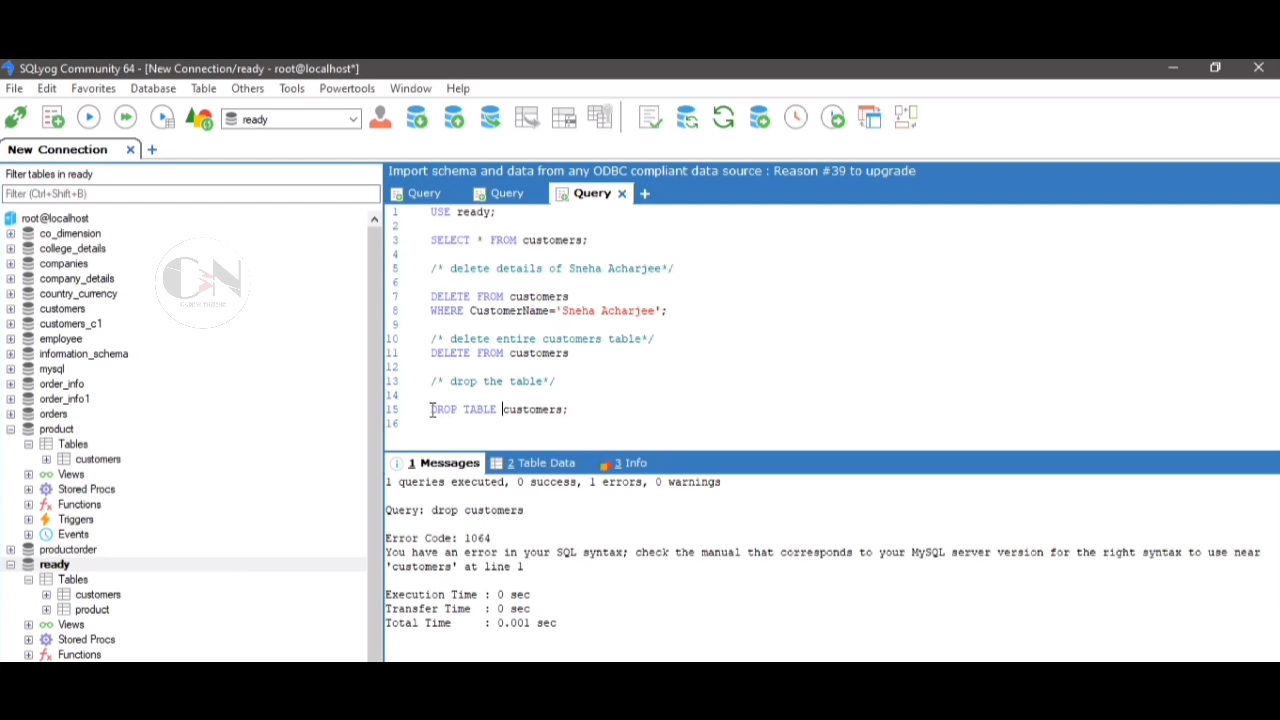 SQLyog Community 64 - [New Connection/ready - root@localhost*]
File Edit Favorites Database Table Others Tools Powertools Window Help
ready
New Connection
Filter tables in ready
Filter (Ctrl+Shift+B)
root@localhost
co_dimension
college_details
companies
company_details
country_currency
customers
customers_c1
employee
information_schema
mysql
order_info
order_info1
orders
product
Tables
customers
Views
Stored Procs
Functions
Triggers
Events
productorder
ready
Tables
customers
product
Views
Stored Procs
Functions
CN
Import schema and data from any ODBC compliant data source : Reason #39 to upgrade
Query Query Query
1 USE ready;
2
3 SELECT * FROM customers;
4
5 /* delete details of Sneha Acharjee*/
6
7 DELETE FROM customers
8 WHERE CustomerName='Sneha Acharjee';
9
10 /* delete entire customers table*/
11 DELETE FROM customers
12
13 /* drop the table*/
14
15 DROP TABLE customers;
16
1 Messages 2 Table Data 3 Info
1 queries executed, 0 success, 1 errors, 0 warnings
Query: drop customers
Error Code: 1064
You have an error in your SQL syntax; check the manual that corresponds to your MySQL server version for the right syntax to use near
'customers' at line 1
Execution Time : 0 sec
Transfer Time : 0 sec
Total Time : 0.001 sec